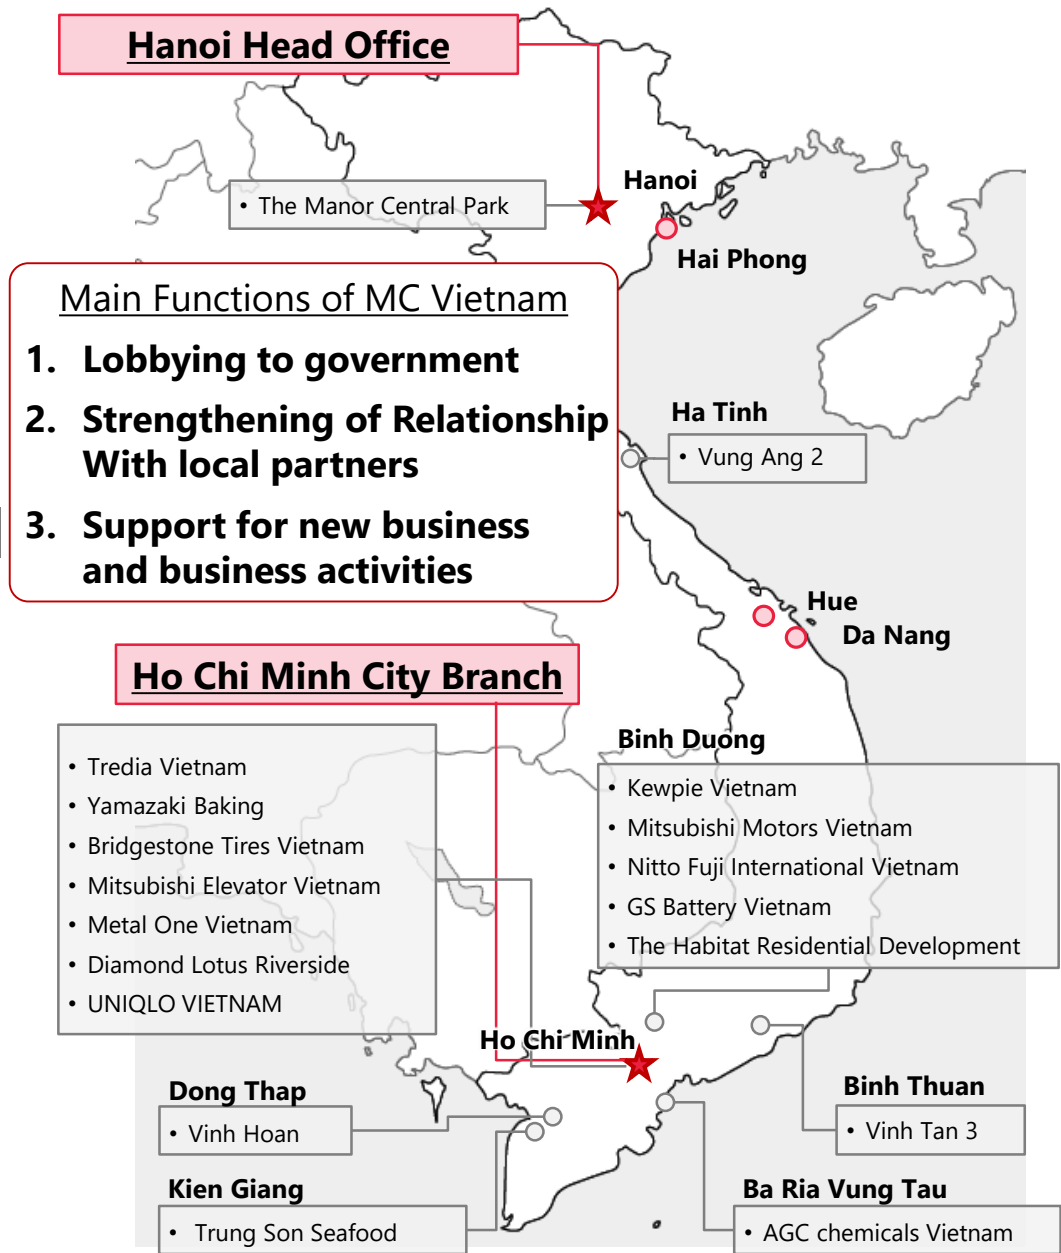 Hanoi Head Office
Hanoi
• The Manor Central Park
Hai Phong
Main Functions of MC Vietnam
1. Lobbying to government
2. Strengthening of Relationship
With local partners
3. Support for new business
and business activities
Ha Tinh
• Vung Ang 2
Hue
Da Nang
Ho Chi Minh City Branch
• Tredia Vietnam
• Yamazaki Baking
• Bridgestone Tires Vietnam
• Mitsubishi Elevator Vietnam
• Metal One Vietnam
• Diamond Lotus Riverside
• UNIQLO VIETNAM
Binh Duong
• Kewpie Vietnam
• Mitsubishi Motors Vietnam
• Nitto Fuji International Vietnam
• GS Battery Vietnam
• The Habitat Residential Development
Ho Chi Minh
Dong Thap
• Vinh Hoan
Binh Thuan
• Vinh Tan 3
Kien Giang
• Trung Son Seafood
Ba Ria Vung Tau
• AGC chemicals Vietnam